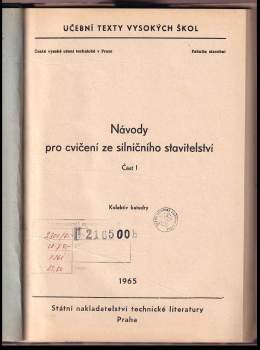 UČEBNÍ TEXTY VYSOKÝCH ŠKOL
České vysoké učení technické v Praze
Fakulta stavební
Návody
pro cvičení ze silničního stavitelství
Část I
Kolektiv katedry
216500
1965
Státní nakladatelství technické literatury
Praha